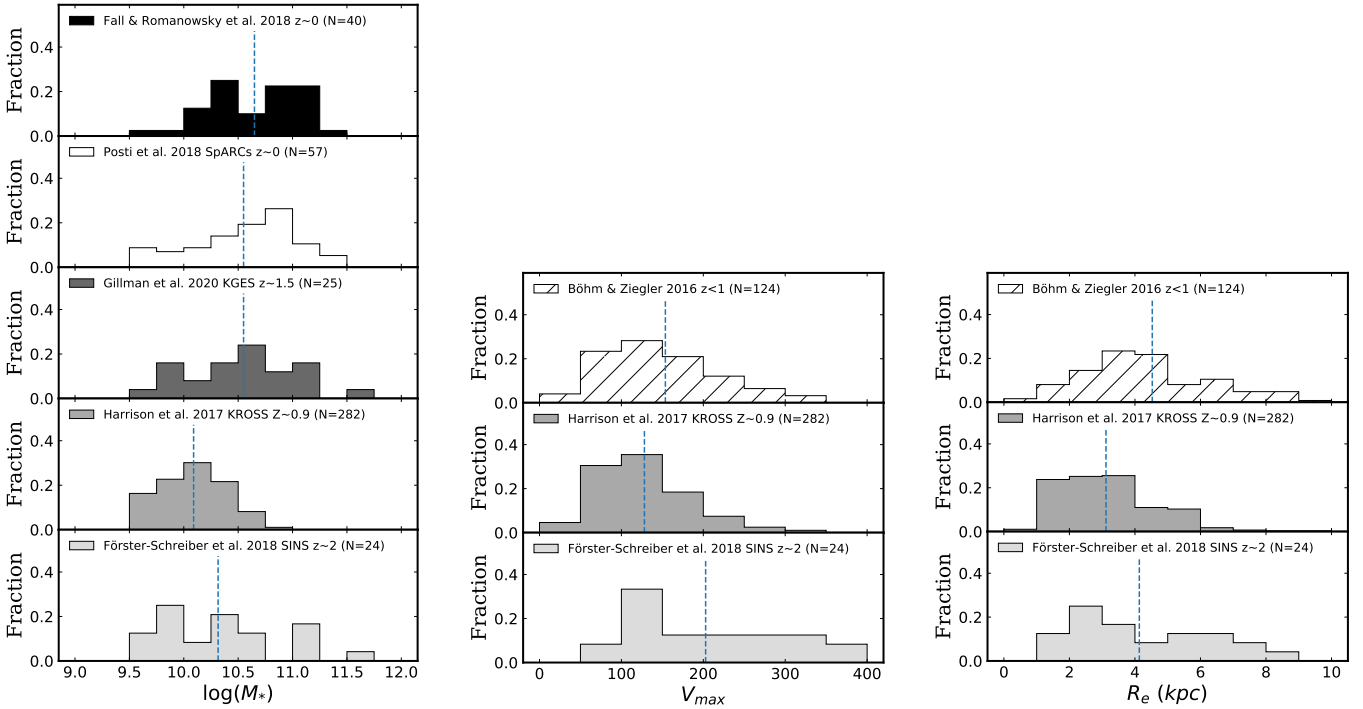 Fall & Romanowsky et al. 2018 z~0 (N=40)
Fraction
0.4
0.2
0.0
Posti et al. 2018 SpARCs z~0 (N=57)
Fraction
0.4
0.2
0.0
Gillman et al. 2020 KGES z~1.5 (N=25)
Fraction
0.4
0.2
0.0
Harrison et al. 2017 KROSS Z~0.9 (N=282)
Fraction
0.4
0.2
0.0
Förster-Schreiber et al. 2018 SINS z~2 (N=24)
Fraction
0.4
0.2
0.0
9.0 9.5 10.0 10.5 11.0 11.5 12.0
log(M*)
Böhm & Ziegler 2016 z<1 (N=124)
Fraction
0.4
0.2
0.0
Harrison et al. 2017 KROSS Z~0.9 (N=282)
Fraction
0.4
0.2
0.0
Förster-Schreiber et al. 2018 SINS z~2 (N=24)
Fraction
0.4
0.2
0.0
0 100 200 300 400
Vmax
Böhm & Ziegler 2016 z<1 (N=124)
Fraction
0.4
0.2
0.0
Harrison et al. 2017 KROSS Z~0.9 (N=282)
Fraction
0.4
0.2
0.0
Förster-Schreiber et al. 2018 SINS z~2 (N=24)
Fraction
0.4
0.2
0.0
0 2 4 6 8 10
Re (kpc)